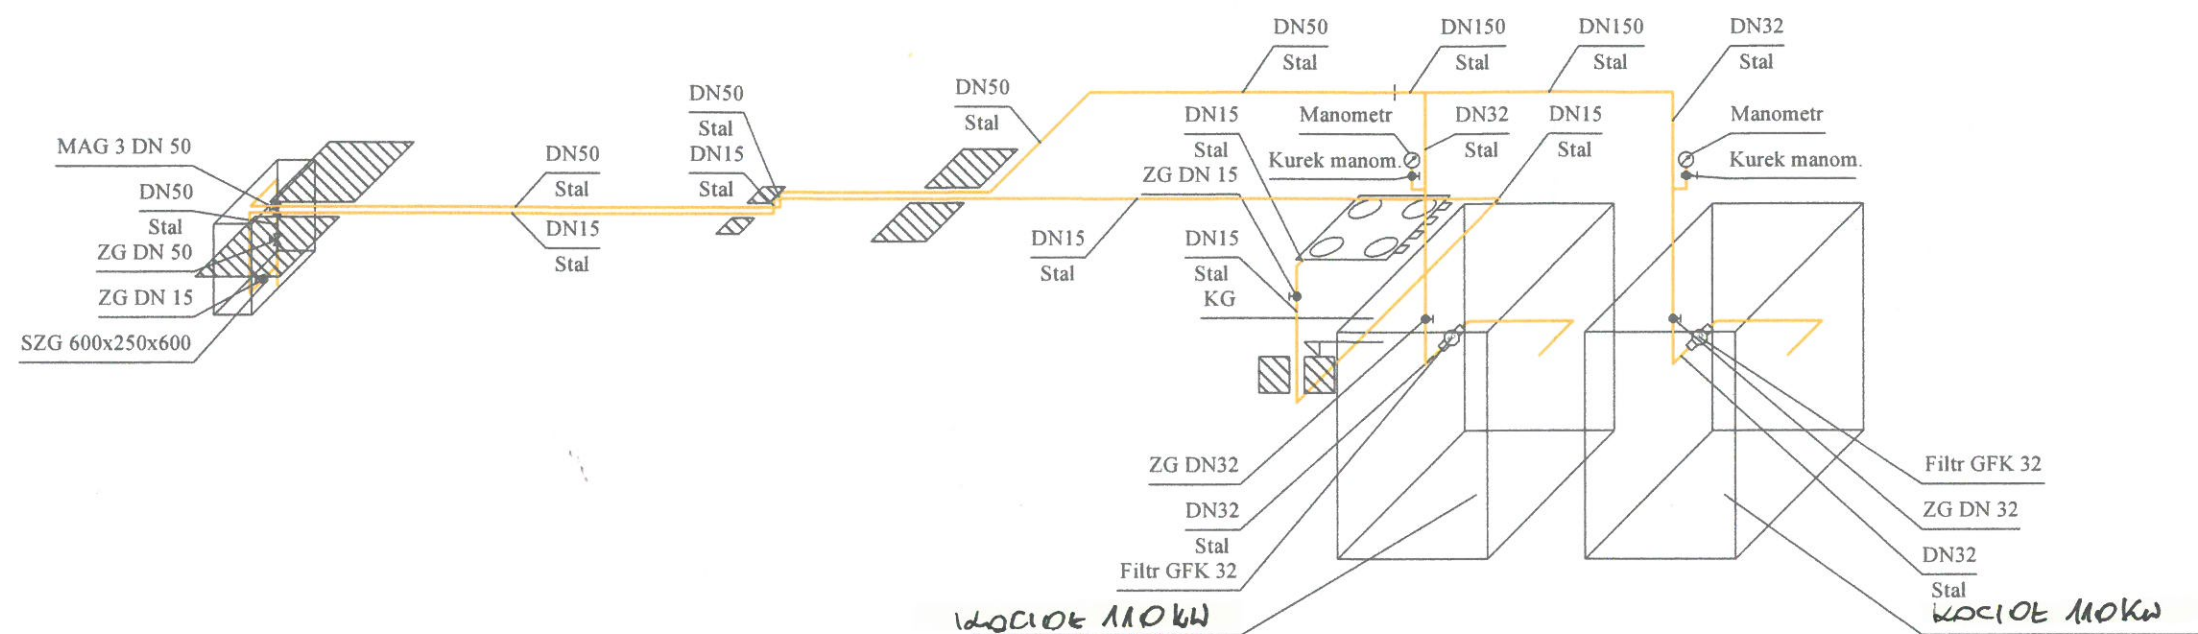 DN50
Stal
DN150
Stal
DN150
Stal
DN32
Stal
DN50
Stal
DN50
Stal
DN15
Stal
Manometr
DN32
Stal
DN15
Stal
Manometr
MAG 3 DN 50
DN50
Stal
DN15
Stal
Kurek manom.
Kurek manom.
ZG DN 15
DN50
Stal
DN15
Stal
DN15
Stal
DN15
Stal
ZG DN 50
ZG DN 15
KG
SZG 600x250x600
ZG DN32
Filtr GFK 32
DN32
Stal
ZG DN 32
Filtr GFK 32
DN32
Stal
KOCIOŁ 110 KW
KOCIOŁ 110 KW